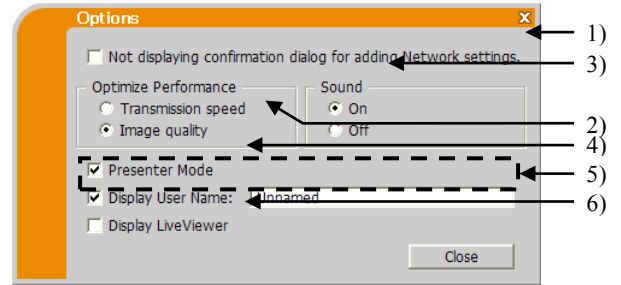 Options x
1)
Not displaying confirmation dialog for adding Network settings.
3)
Optimize Performance Sound
Transmission speed On
2)
Image quality Off
4)
Presenter Mode
5)
Display User Name: Unnamed
6)
Display LiveViewer
Close